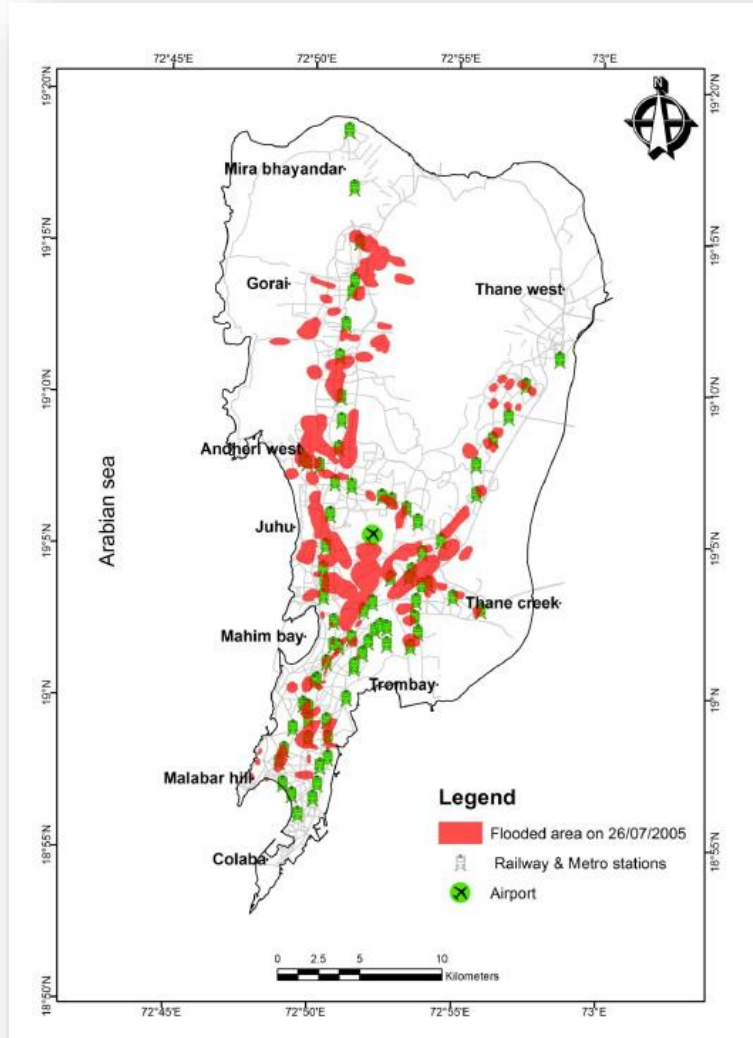 72°45'E
72°50'E
72°55'E
73°E
19°20'N
19°20'N
N
Mira bhayandar
19°15'N
19°15'N
Gorai
Thane west
19°10'N
19°10'N
Andheri west
Arabian sea
Juhu
19°5'N
19°5'N
Thane creek
Mahim bay
19°N
19°N
Trombay
Malabar hill
Legend
Flooded area on 26/07/2005
Railway & Metro stations
Airport
18°55'N
18°55'N
Colaba
0 2.5 5 10
Kilometers
18°50'N
72°45'E
72°50'E
72°55'E
73°E